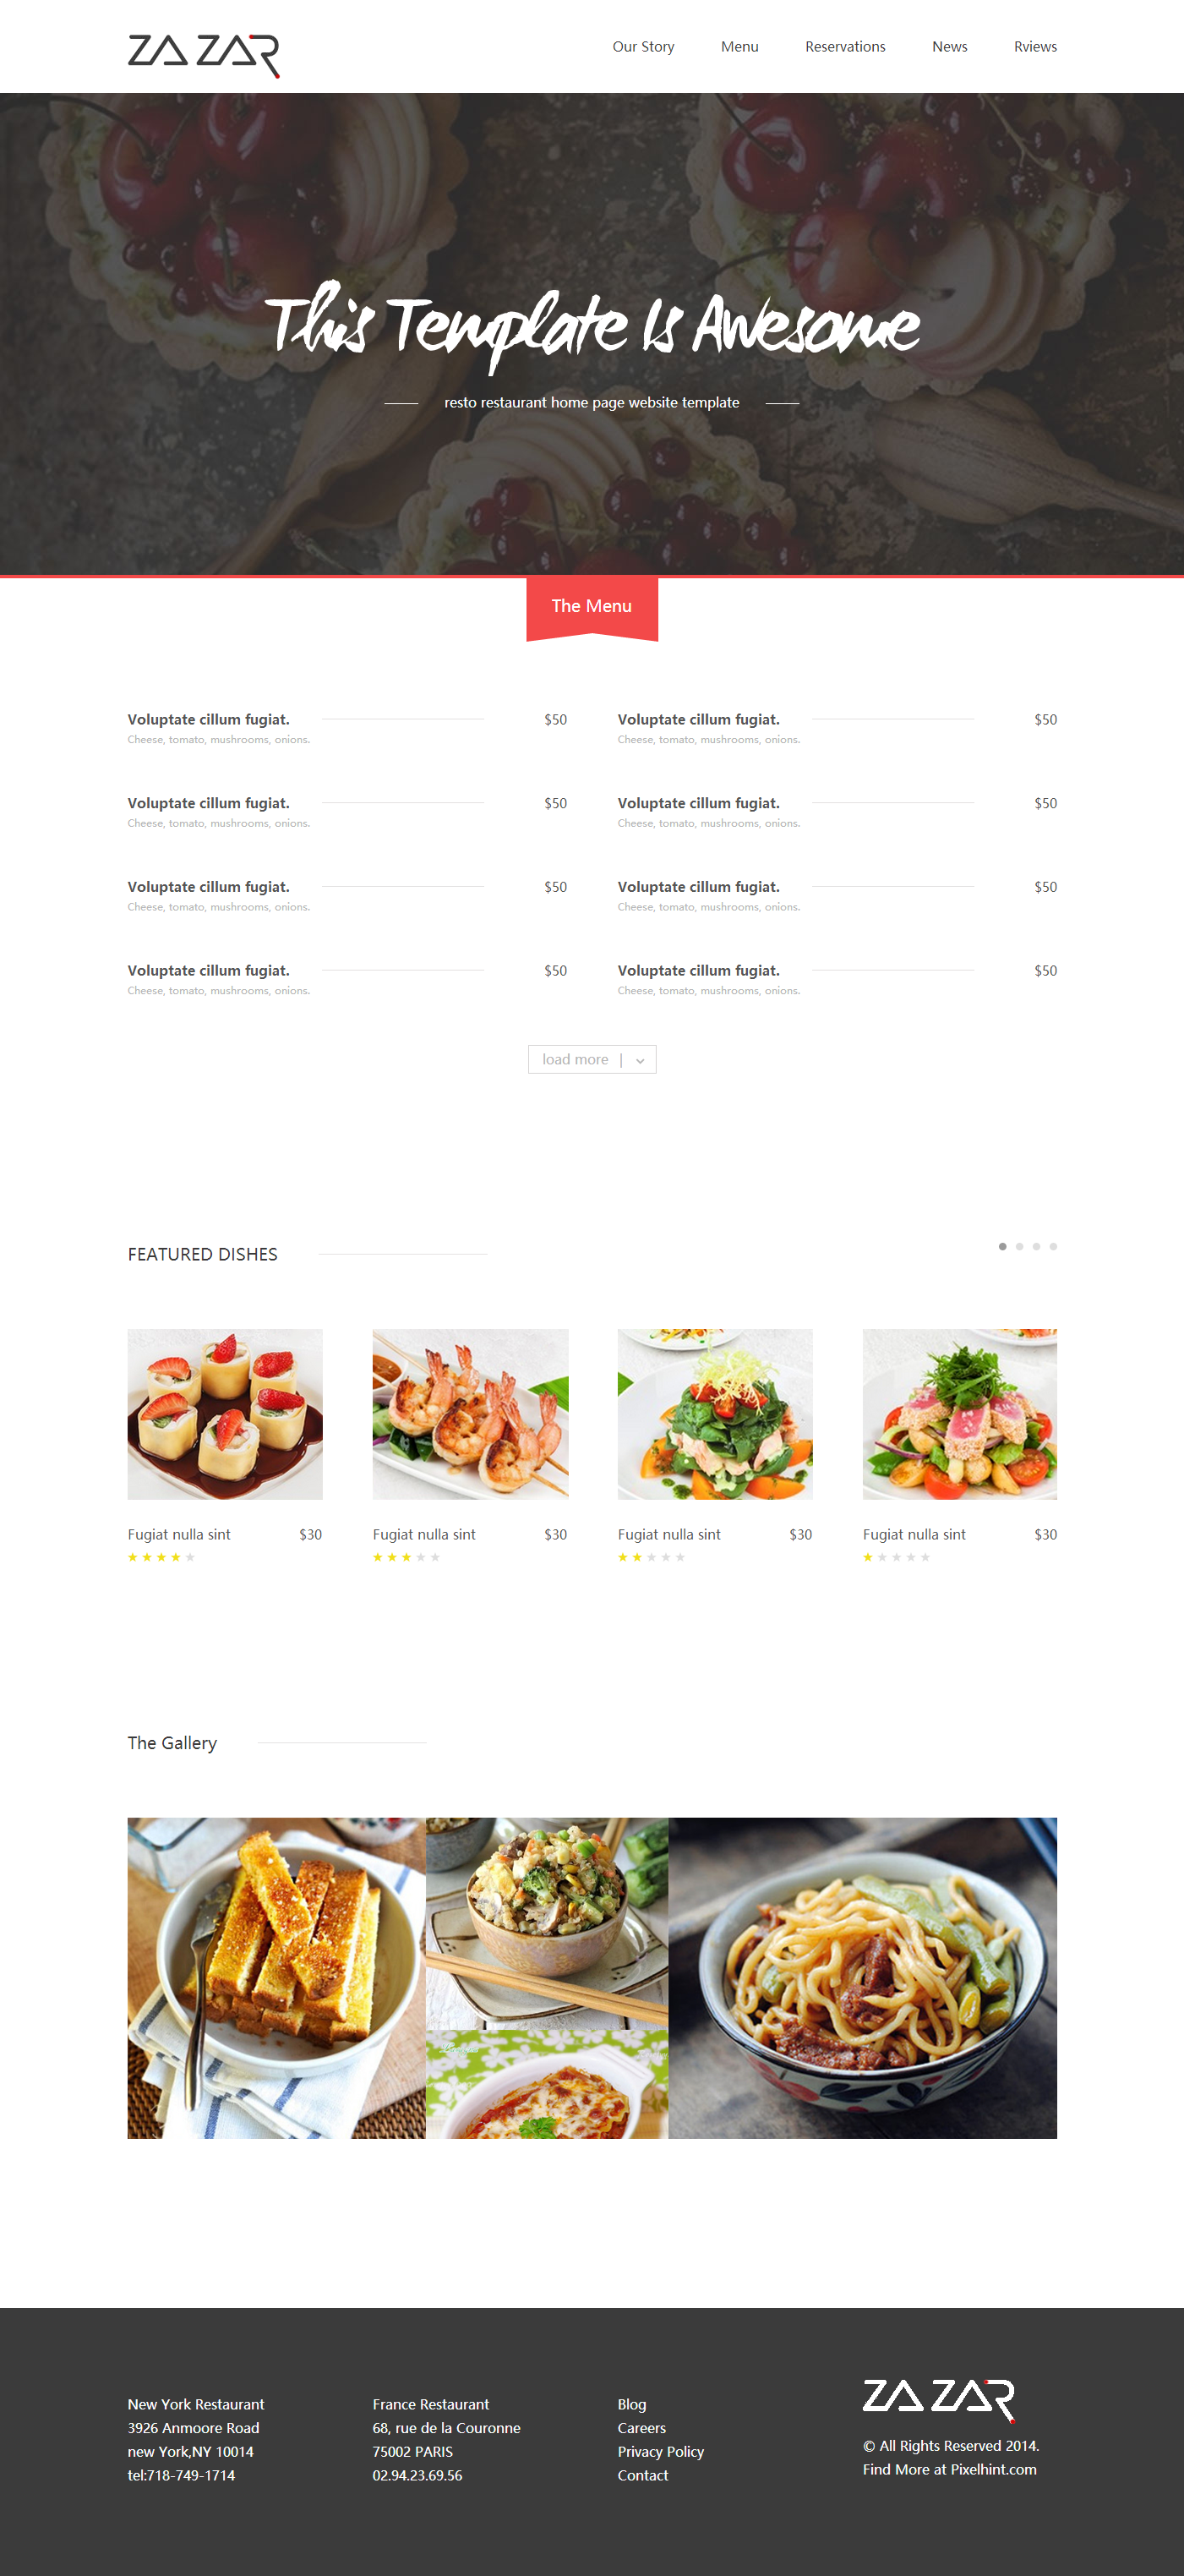 ZAZAR
Our Story Menu Reservations News Rviews
This Template Is Awesome
resto restaurant home page website template
The Menu
Voluptate cillum fugiat. $50 Voluptate cillum fugiat. $50
Cheese, tomato, mushrooms, onions. Cheese, tomato, mushrooms, onions.
Voluptate cillum fugiat. $50 Voluptate cillum fugiat. $50
Cheese, tomato, mushrooms, onions. Cheese, tomato, mushrooms, onions.
Voluptate cillum fugiat. $50 Voluptate cillum fugiat. $50
Cheese, tomato, mushrooms, onions. Cheese, tomato, mushrooms, onions.
Voluptate cillum fugiat. $50 Voluptate cillum fugiat. $50
Cheese, tomato, mushrooms, onions. Cheese, tomato, mushrooms, onions.
load more |
FEATURED DISHES
Fugiat nulla sint $30 Fugiat nulla sint $30 Fugiat nulla sint $30 Fugiat nulla sint $30
The Gallery
New York Restaurant
3926 Anmoore Road
new York,NY 10014
tel:718-749-1714
France Restaurant
68, rue de la Couronne
75002 PARIS
02.94.23.69.56
Blog
Careers
Privacy Policy
Contact
ZAZAR
© All Rights Reserved 2014.
Find More at Pixelhint.com